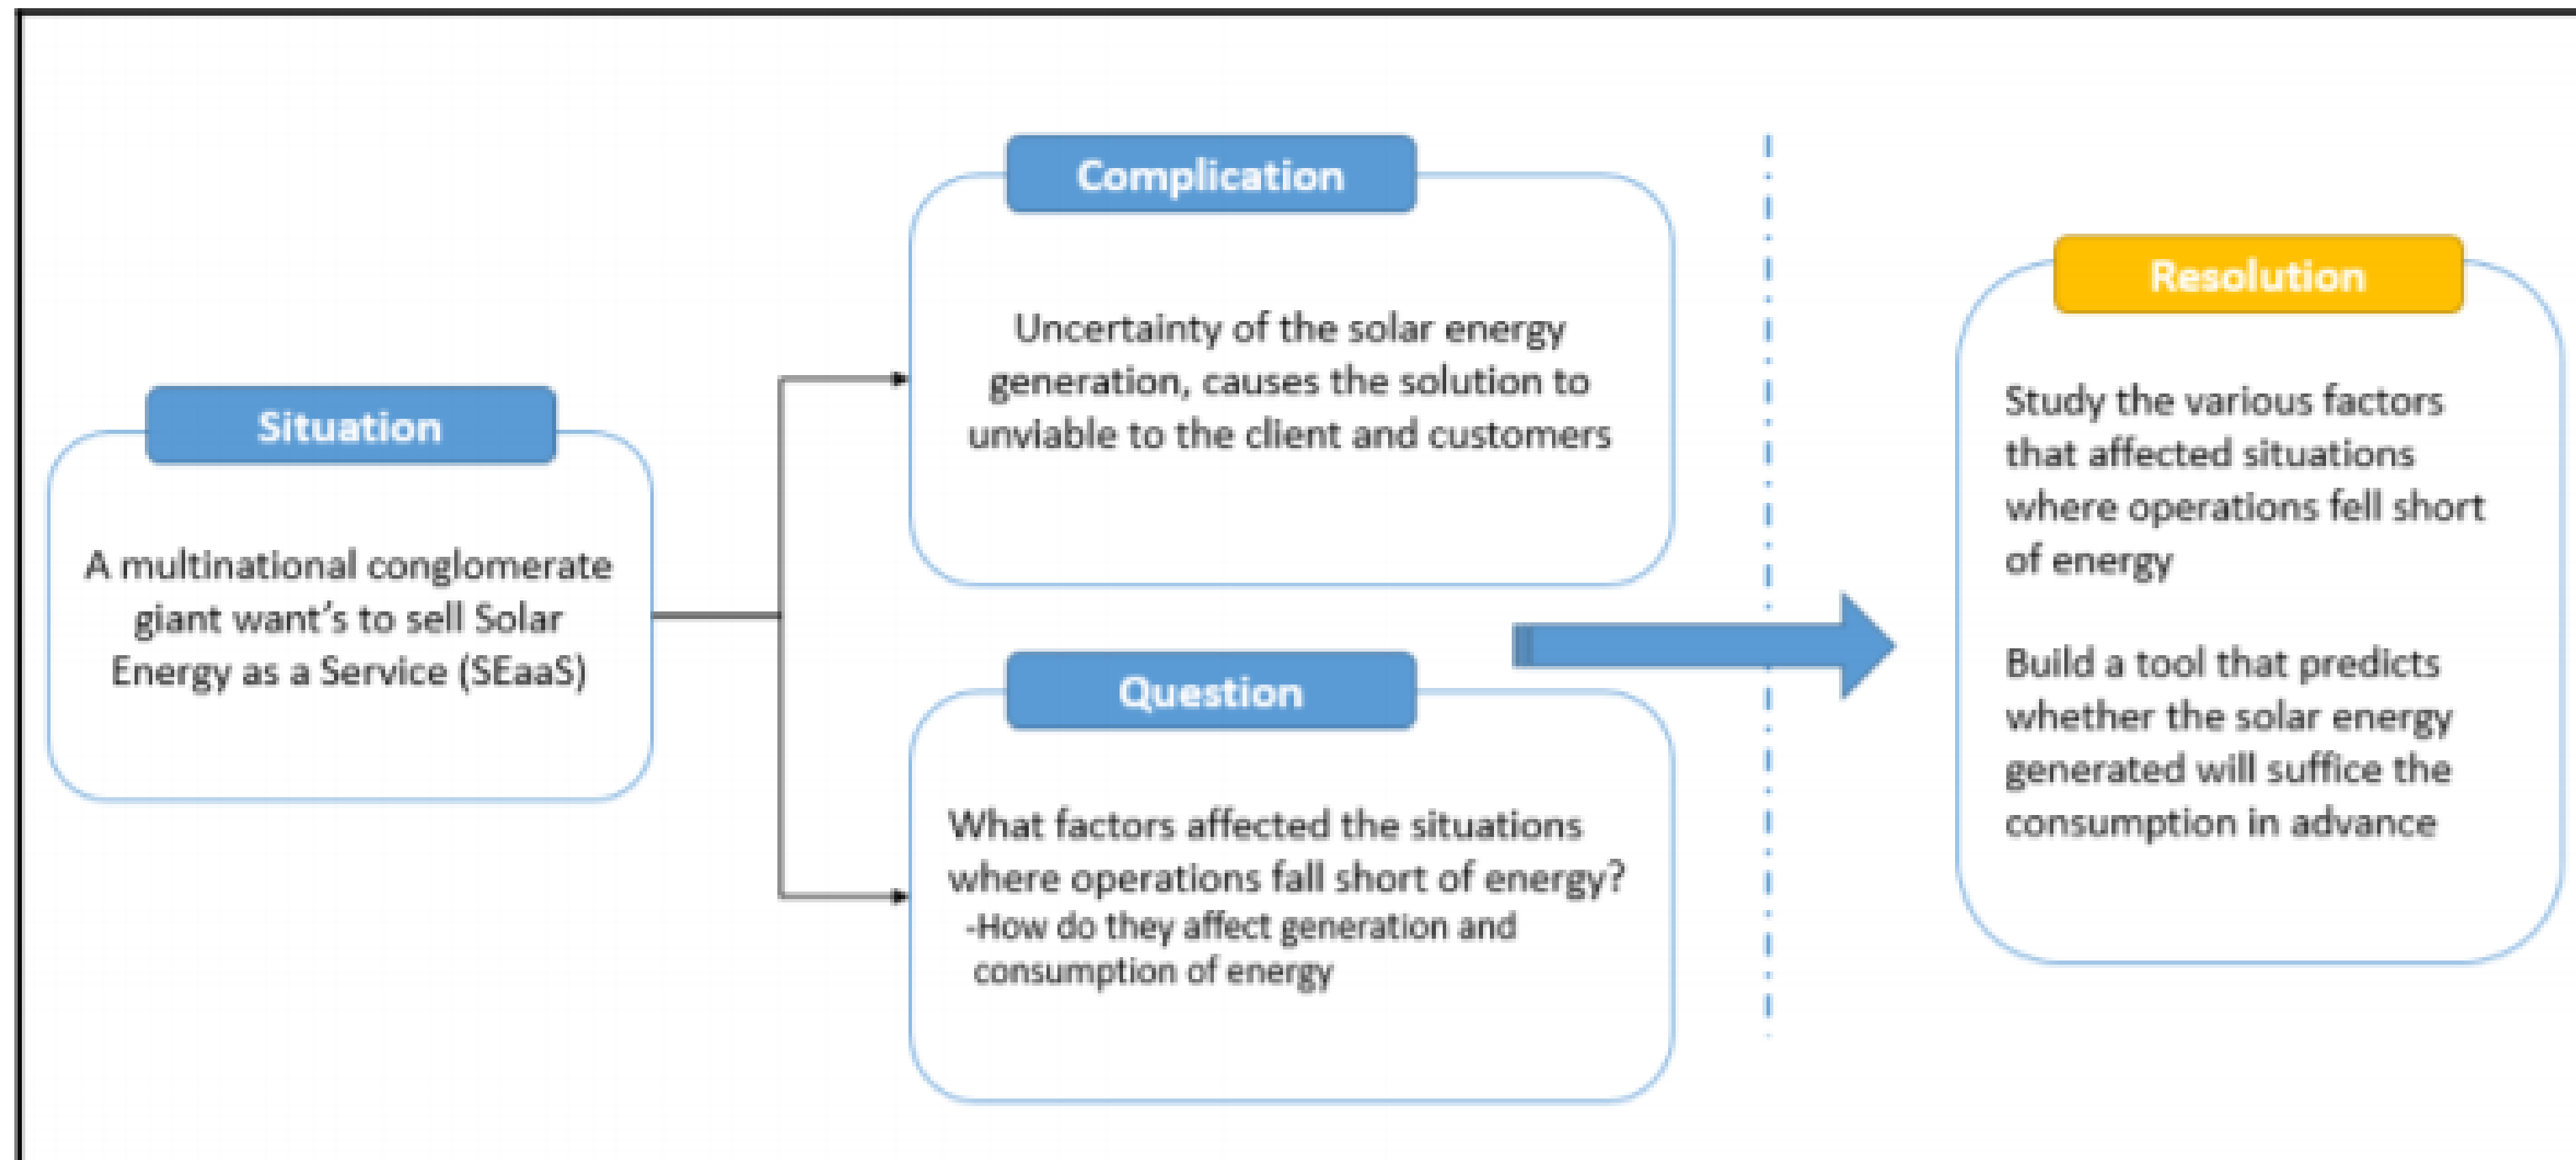 Situation
A multinational conglomerate
giant want's to sell Solar
Energy as a Service (SEaaS)
Complication
Uncertainty of the solar energy
generation, causes the solution to
unviable to the client and customers
Question
What factors affected the situations
where operations fall short of energy?
-How do they affect generation and
consumption of energy
Resolution
Study the various factors
that affected situations
where operations fell short
of energy
Build a tool that predicts
whether the solar energy
generated will suffice the
consumption in advance